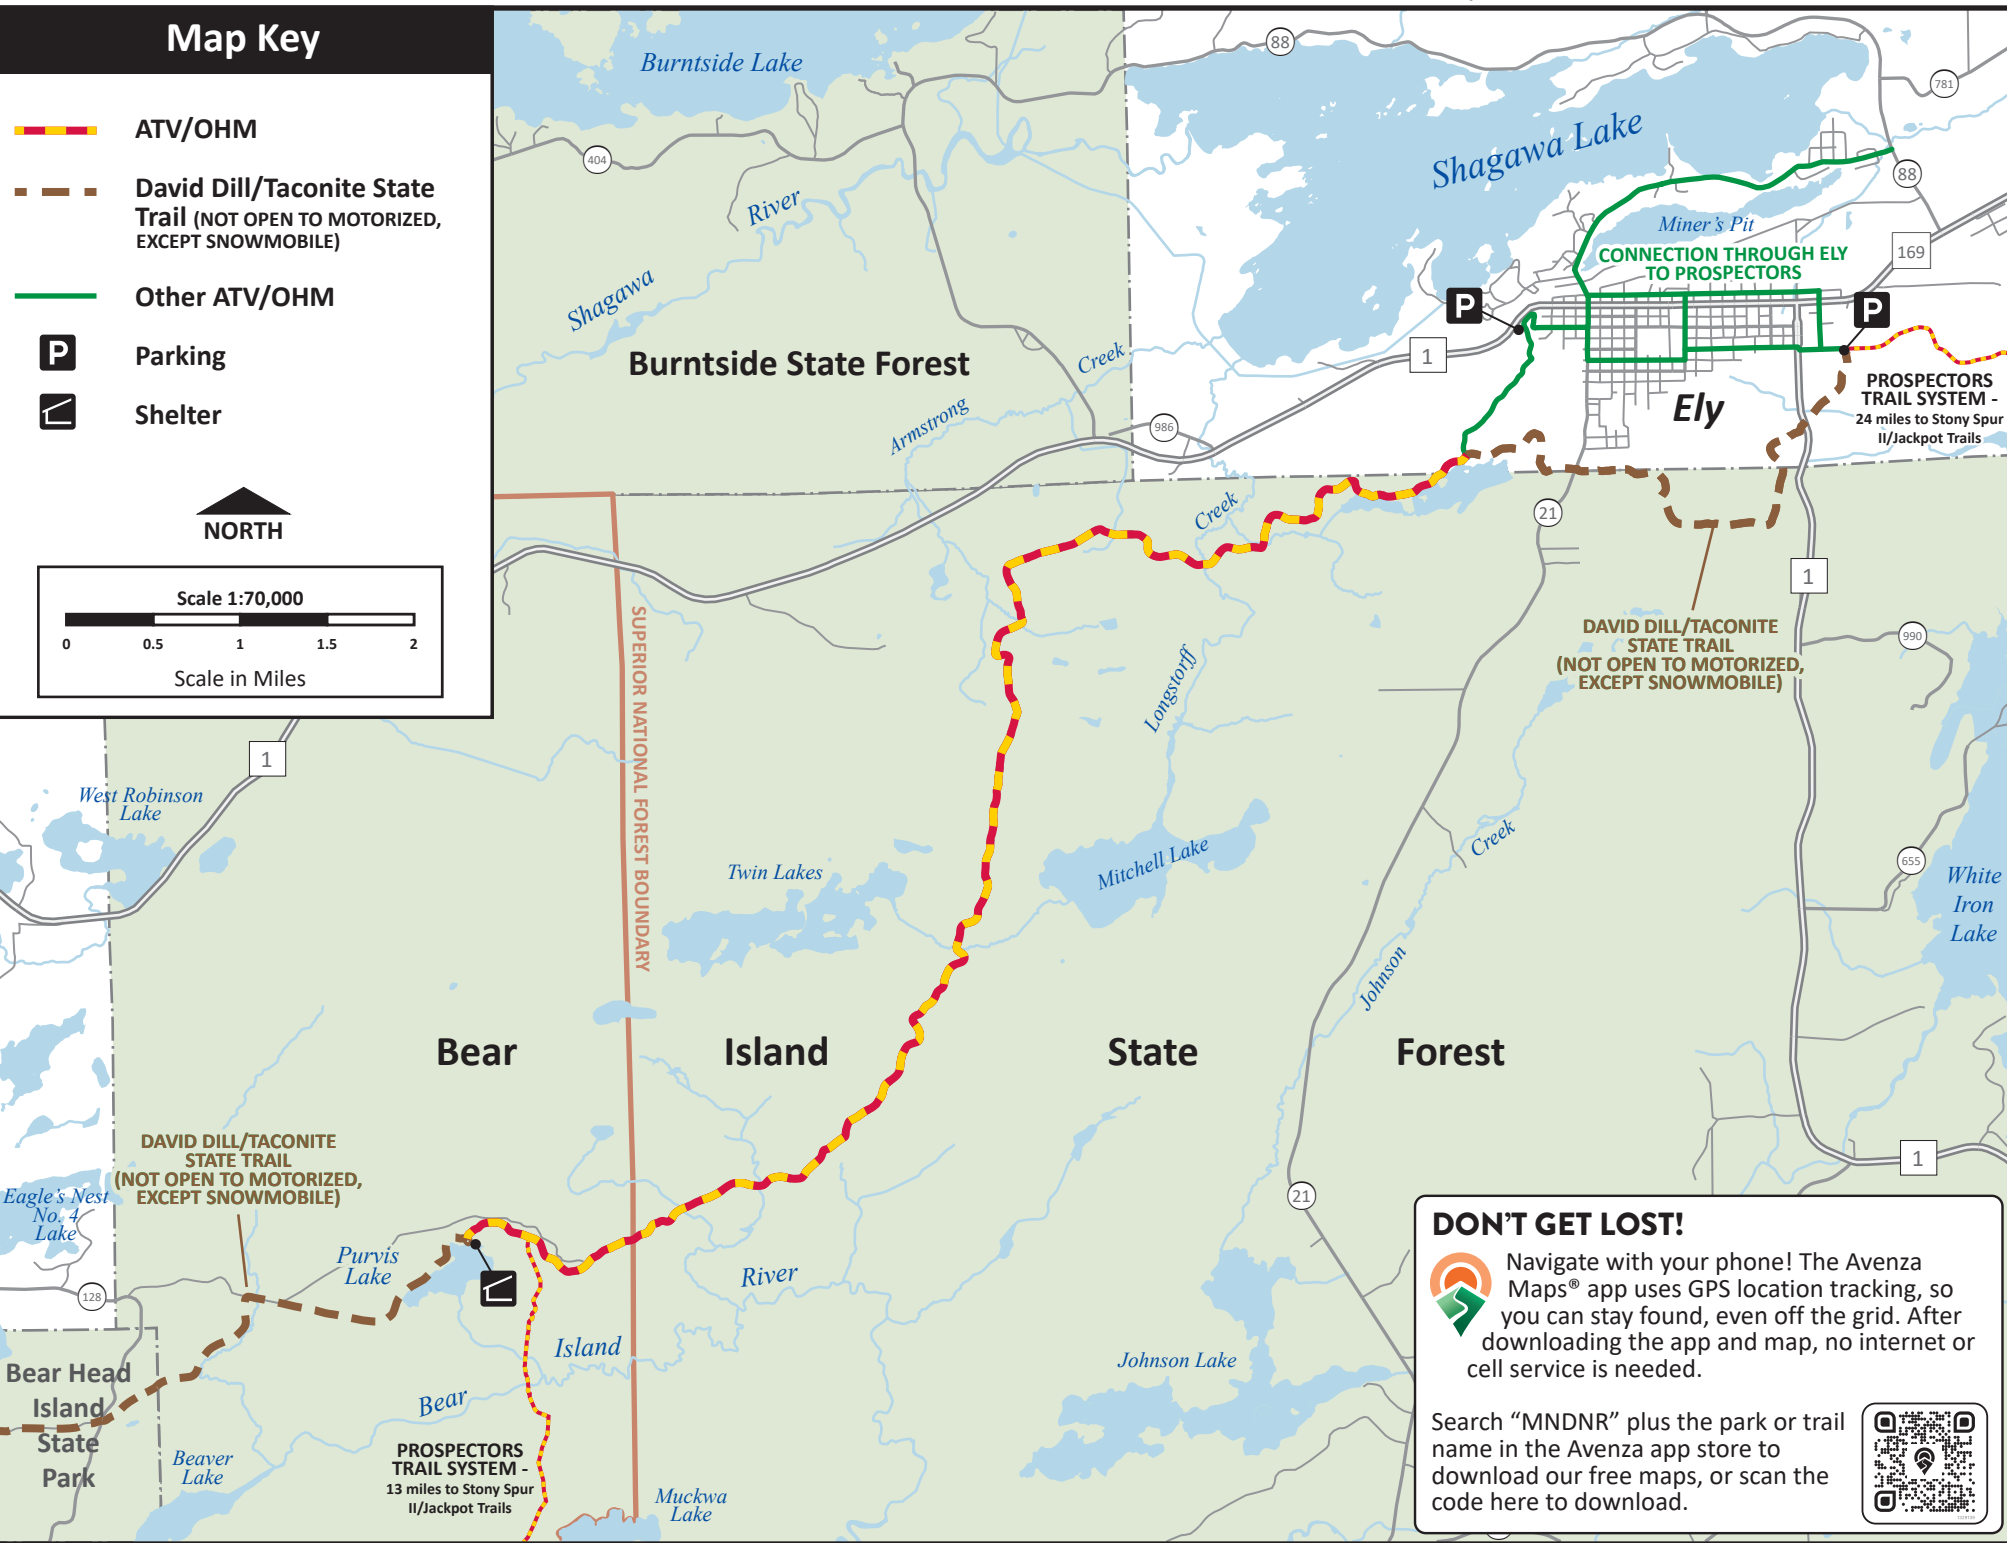 Map Key
ATV/OHM
David Dill/Taconite State
Trail (NOT OPEN TO MOTORIZED,
EXCEPT SNOWMOBILE)
Other ATV/OHM
P
Parking
Shelter
NORTH
Scale 1:70,000
0 0.5 1 1.5 2
Scale in Miles
Burntside Lake
88
781
404
Shagawa Lake
88
River
Shagawa
Miner's Pit
CONNECTION THROUGH ELY
TO PROSPECTORS
169
P
P
Burntside State Forest
Creek
1
Armstrong
986
Ely
PROSPECTORS
TRAIL SYSTEM -
24 miles to Stony Spur
II/Jackpot Trails
Creek
21
1
SUPERIOR NATIONAL FOREST BOUNDARY
DAVID DILL/TACONITE
STATE TRAIL
(NOT OPEN TO MOTORIZED,
EXCEPT SNOWMOBILE)
990
Longstorff
1
West Robinson
Lake
Twin Lakes
Mitchell Lake
Creek
655
White
Iron
Lake
Johnson
Bear Island State Forest
DAVID DILL/TACONITE
STATE TRAIL
(NOT OPEN TO MOTORIZED,
EXCEPT SNOWMOBILE)
Eagle's Nest
No. 4
Lake
1
21
Purvis
Lake
River
128
Island
Johnson Lake
Bear Head
Island
State
Park
Bear
Beaver
Lake
PROSPECTORS
TRAIL SYSTEM -
13 miles to Stony Spur
II/Jackpot Trails
Muckwa
Lake
DON'T GET LOST!
Navigate with your phone! The Avenza
Maps® app uses GPS location tracking, so
you can stay found, even off the grid. After
downloading the app and map, no internet or
cell service is needed.
Search “MNDNR” plus the park or trail
name in the Avenza app store to
download our free maps, or scan the
code here to download.